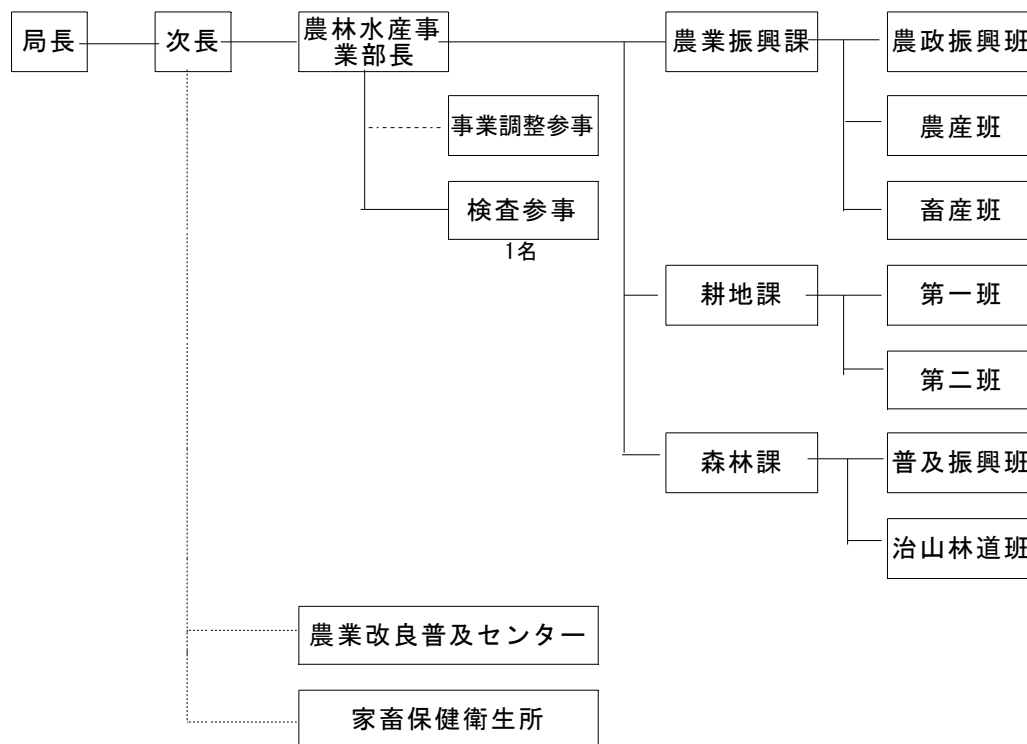 局長
次長
農林水産事
業部長
農業振興課
農政振興班
事業調整参事
農産班
検査参事
1名
畜産班
耕地課
第一班
第二班
森林課
普及振興班
治山林道班
農業改良普及センター
家畜保健衛生所